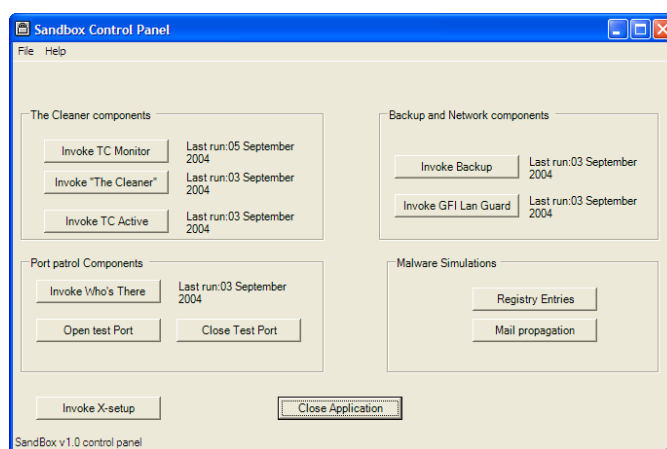 Sandbox Control Panel
File Help
The Cleaner components
Invoke TC Monitor
Last run:05 September
2004
Invoke "The Cleaner"
Last run:03 September
2004
Invoke TC Active
Last run:03 September
2004
Backup and Network components
Invoke Backup
Last run:03 September
2004
Invoke GFI Lan Guard
Last run:03 September
2004
Port patrol Components
Invoke Who's There
Last run:03 September
2004
Open test Port
Close Test Port
Malware Simulations
Registry Entries
Mail propagation
Invoke X-setup
Close Application
SandBox v1.0 control panel